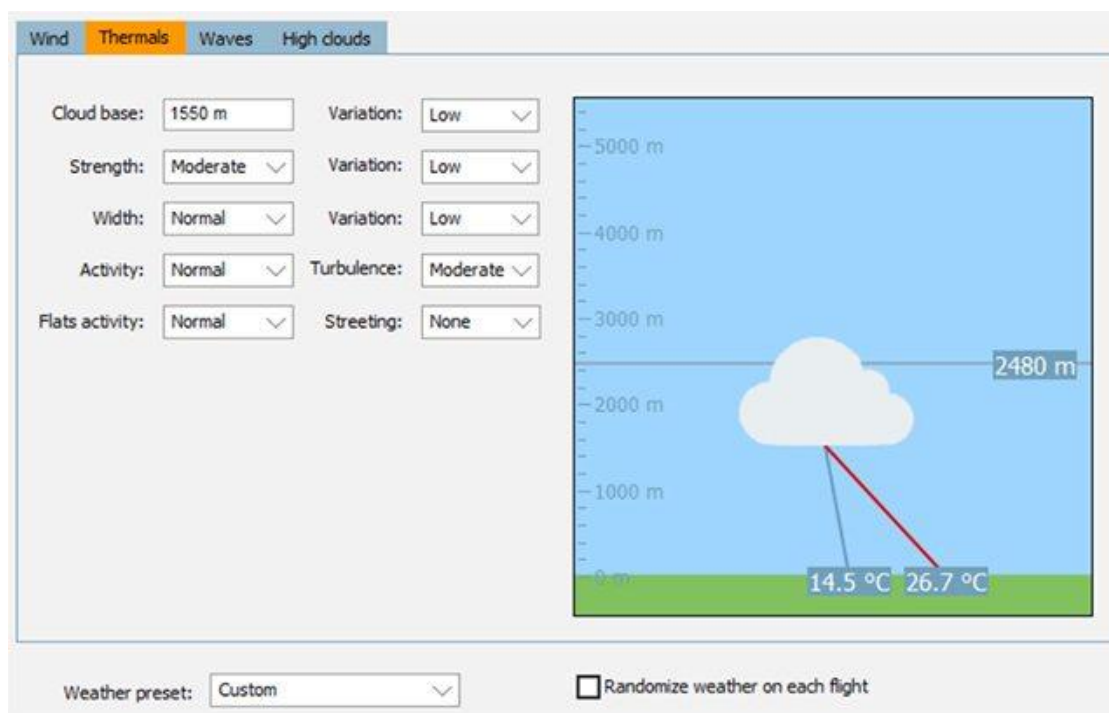 Wind Thermals Waves High clouds
Cloud base: 1550 m Variation: Low
Strength: Moderate Variation: Low
Width: Normal Variation: Low
Activity: Normal Turbulence: Moderate
Flats activity: Normal Streeting: None
5000 m
4000 m
3000 m
2480 m
2000 m
1000 m
0 m
14.5 °C 26.7 °C
Weather preset: Custom
Randomize weather on each flight